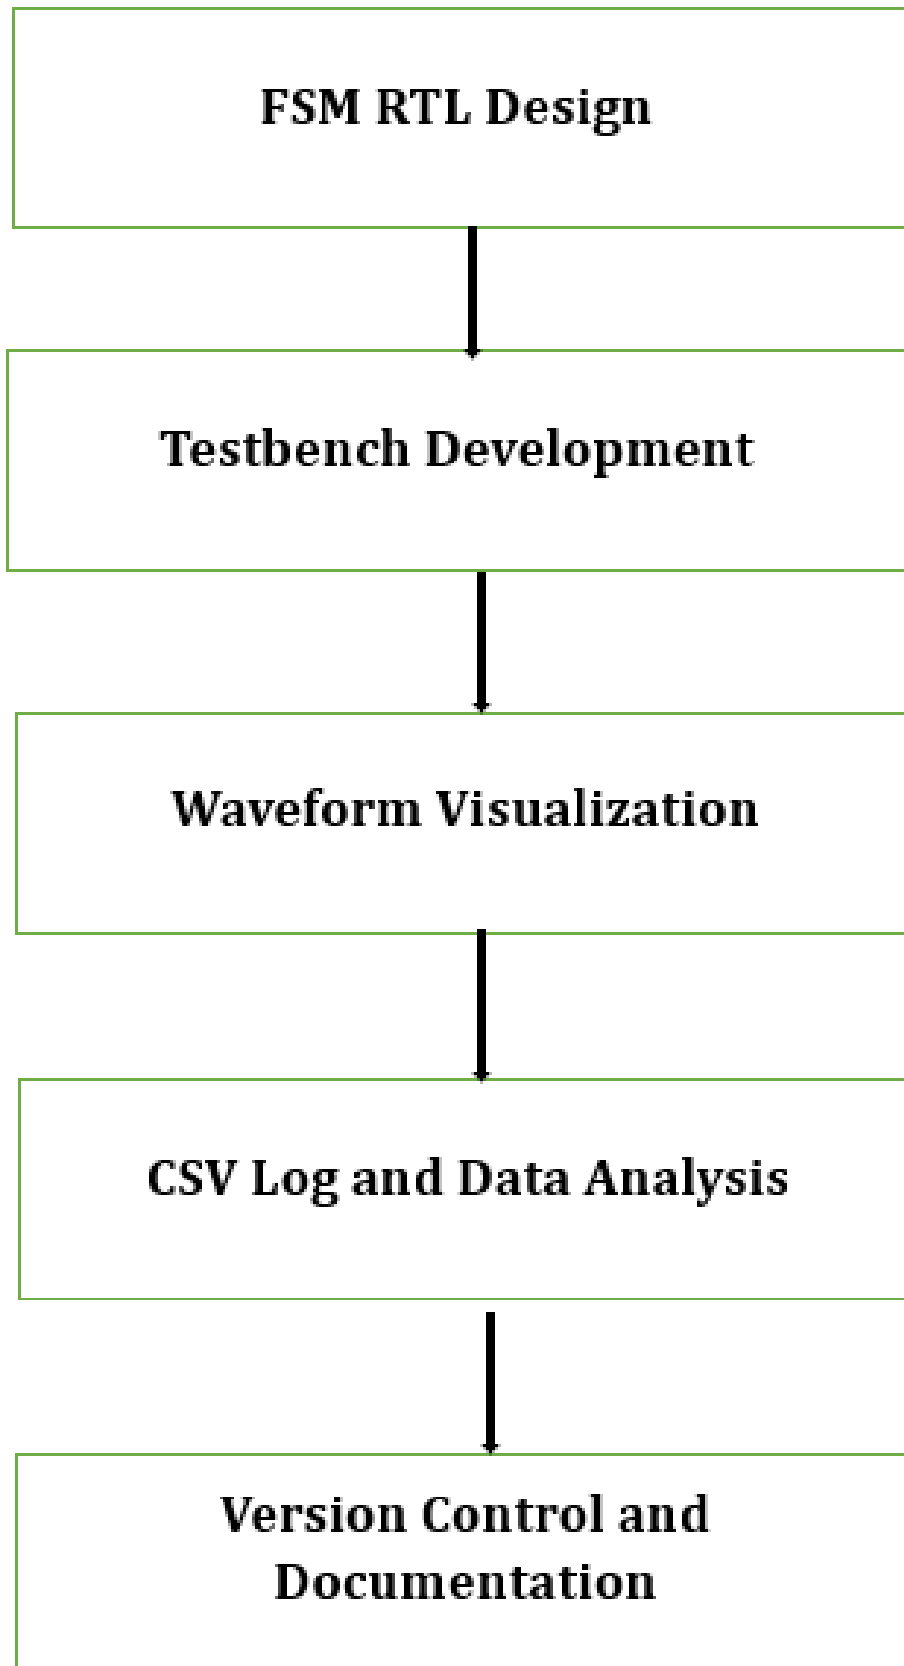 FSM RTL Design
Testbench Development
Waveform Visualization
CSV Log and Data Analysis
Version Control and
Documentation